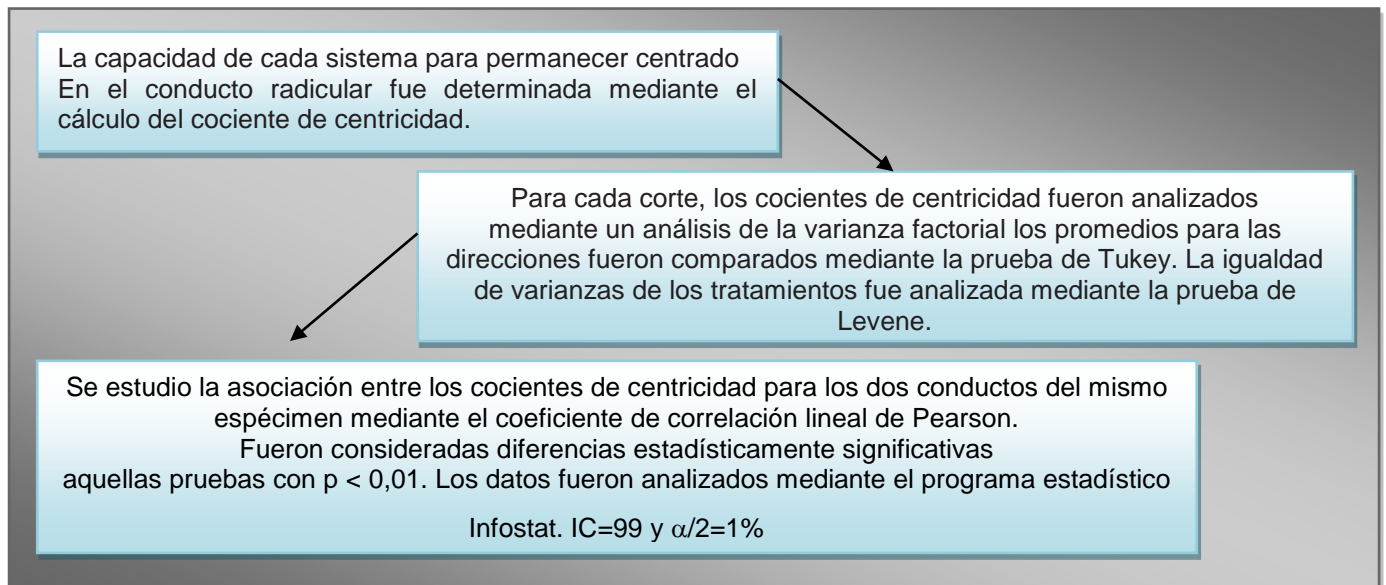 La capacidad de cada sistema para permanecer centrado
En el conducto radicular fue determinada mediante el
cálculo del cociente de centricidad.
Para cada corte, los cocientes de centricidad fueron analizados
mediante un análisis de la varianza factorial los promedios para las
direcciones fueron comparados mediante la prueba de Tukey. La igualdad
de varianzas de los tratamientos fue analizada mediante la prueba de
Levene.
Se estudio la asociación entre los cocientes de centricidad para los dos conductos del mismo
espécimen mediante el coeficiente de correlación lineal de Pearson.
Fueron consideradas diferencias estadísticamente significativas
aquellas pruebas con p < 0,01. Los datos fueron analizados mediante el programa estadístico
Infostat. IC=99 y α/2=1%